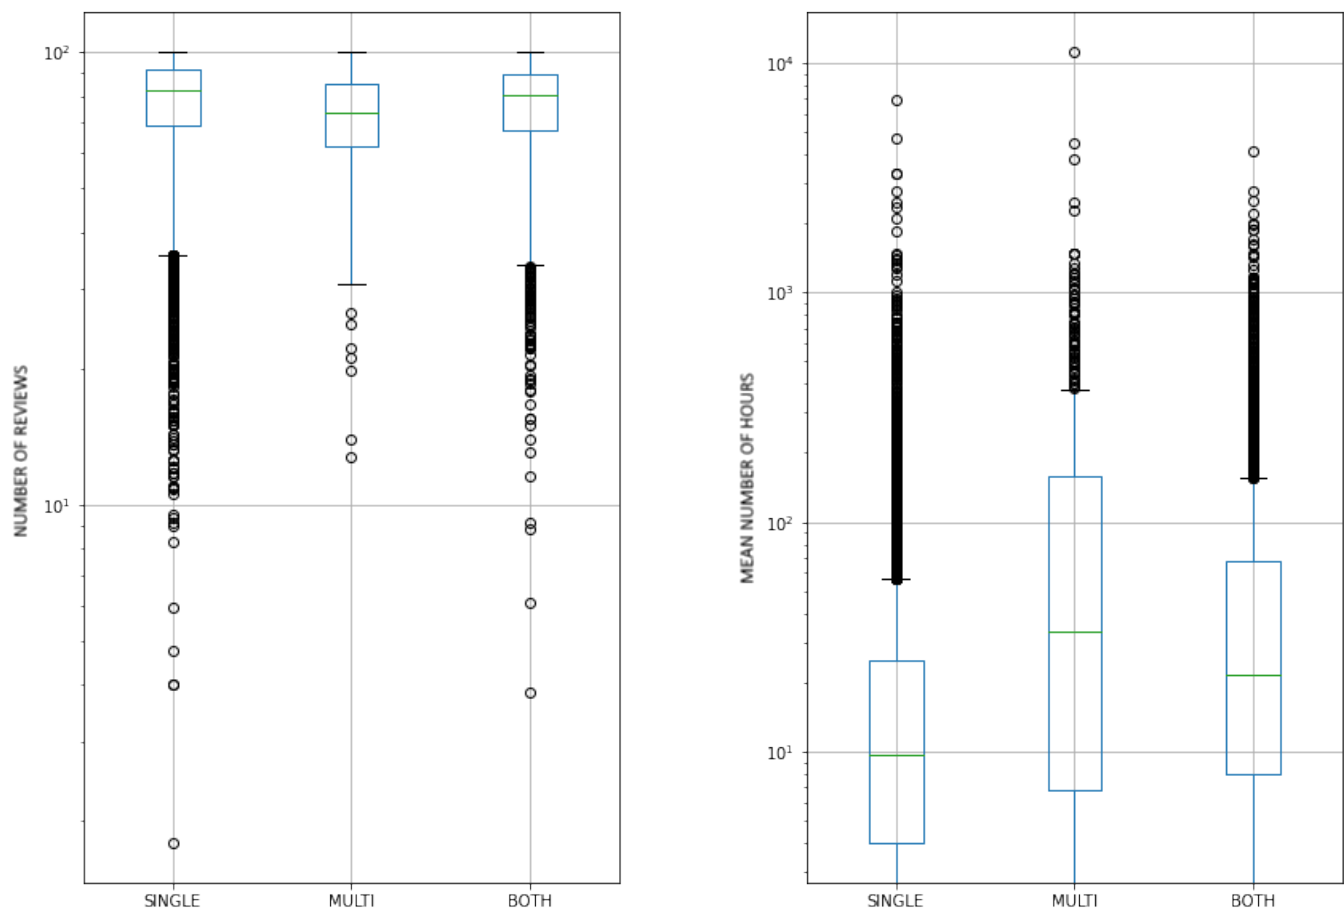 NUMBER OF REVIEWS
10²
10¹
SINGLE MULTI BOTH
MEAN NUMBER OF HOURS
10⁴
10³
10²
10¹
SINGLE MULTI BOTH